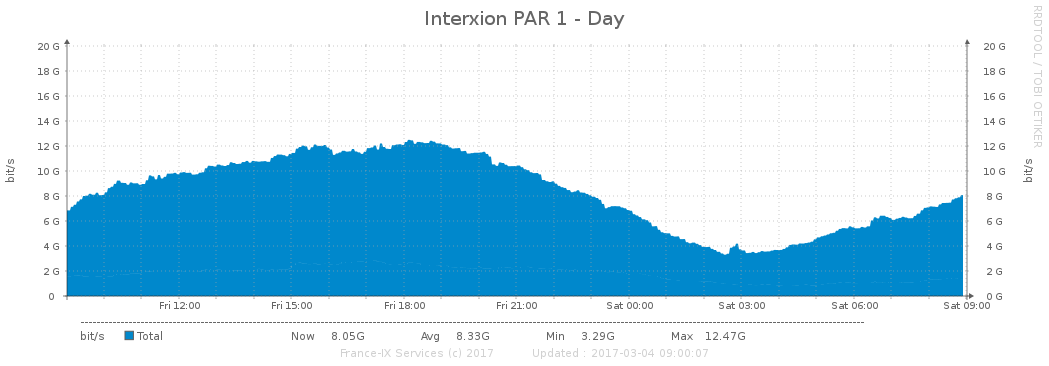 Interxion PAR 1 - Day
RRDTOOL / TOBI OETIKER
20 G 20 G
18 G 18 G
16 G 16 G
14 G 14 G
12 G 12 G
10 G 10 G
8 G 8 G
6 G 6 G
4 G 4 G
2 G 2 G
0 0 G
bit/s
bit/s
Fri 12:00 Fri 15:00 Fri 18:00 Fri 21:00 Sat 00:00 Sat 03:00 Sat 06:00 Sat 09:00
bit/s Total Now 8.05G Avg 8.33G Min 3.29G Max 12.47G
France-IX Services (c) 2017 Updated : 2017-03-04 09:00:07